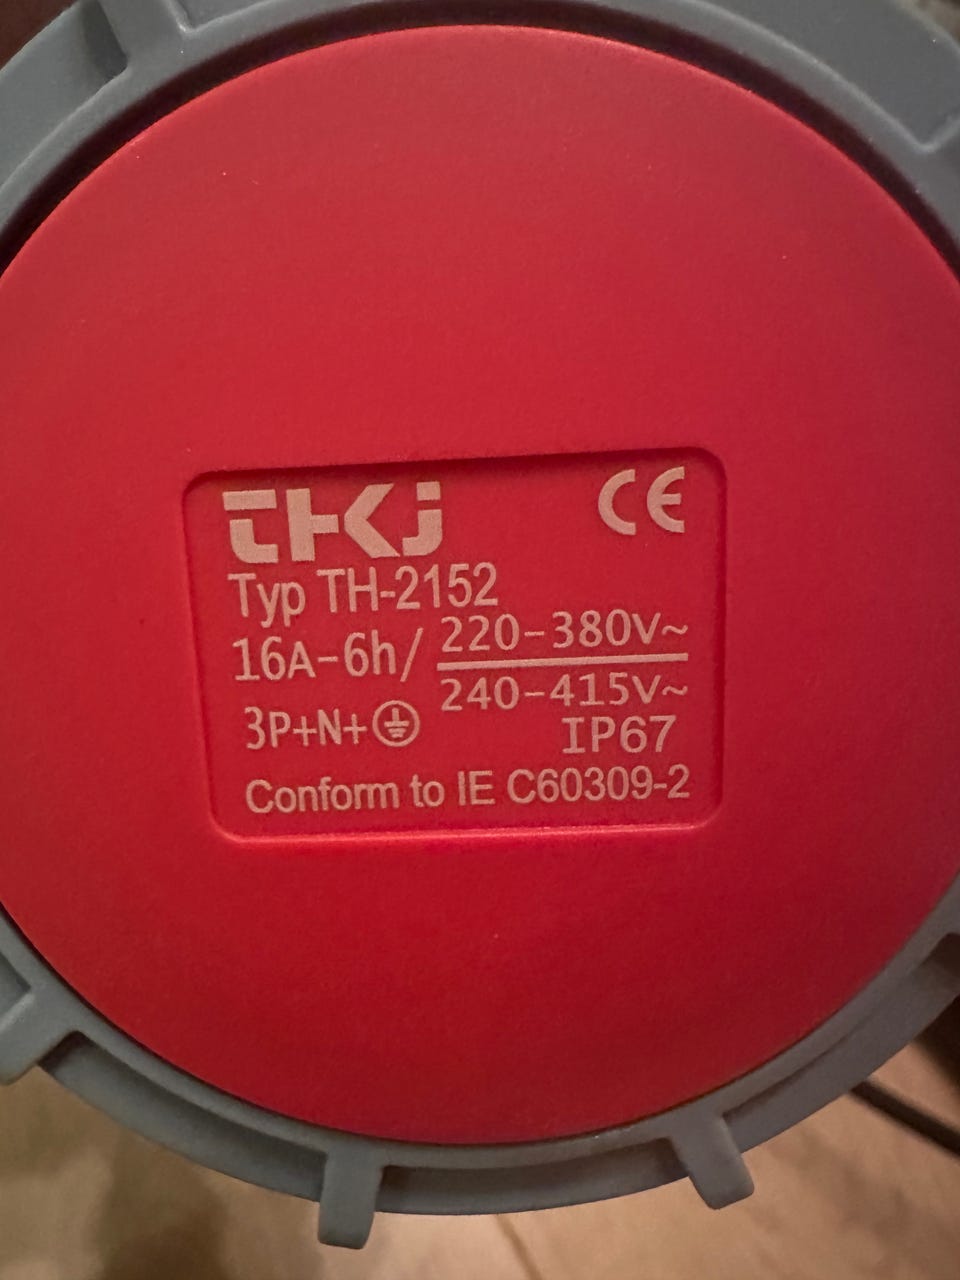 TKj CE
Typ TH-2152
16A-6h/ 220-380V~
240-415V~
3P+N+⏚ IP67
Conform to IE C60309-2